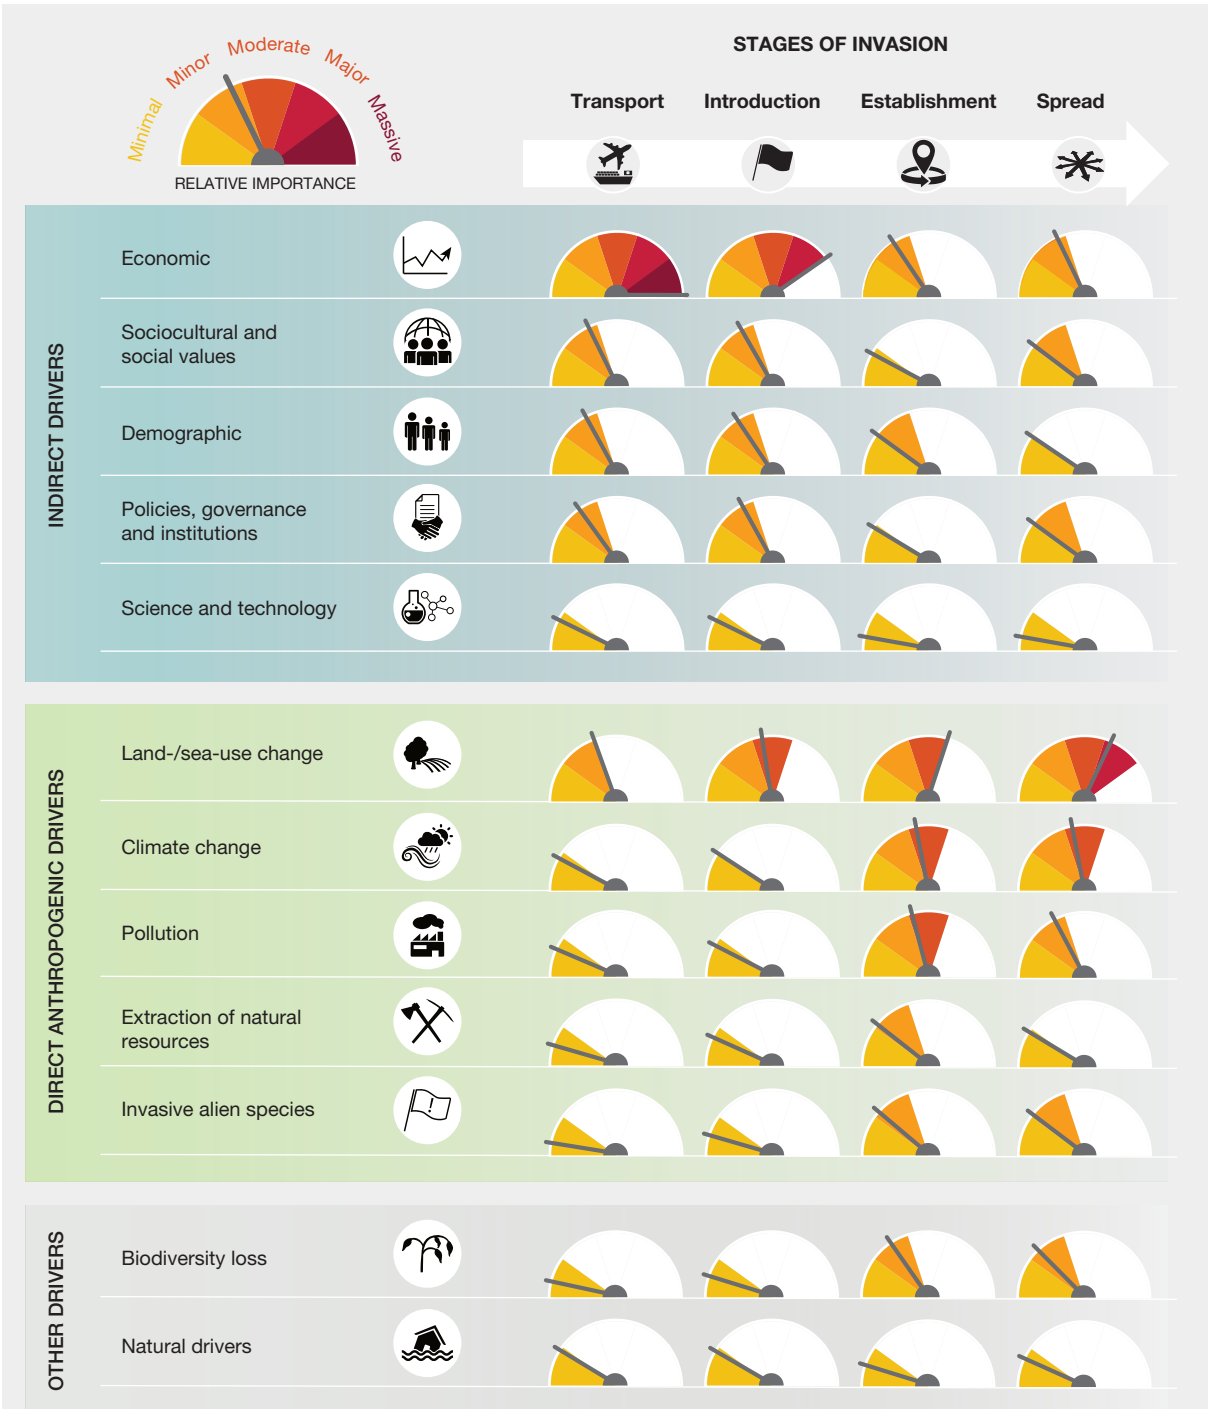 Minimal
Minor
Moderate
Major
Massive
RELATIVE IMPORTANCE
STAGES OF INVASION
Transport
Introduction
Establishment
Spread
INDIRECT DRIVERS
Economic
Sociocultural and
social values
Demographic
Policies, governance
and institutions
Science and technology
DIRECT ANTHROPOGENIC DRIVERS
Land-/sea-use change
Climate change
Pollution
Extraction of natural
resources
Invasive alien species
!
OTHER DRIVERS
Biodiversity loss
Natural drivers